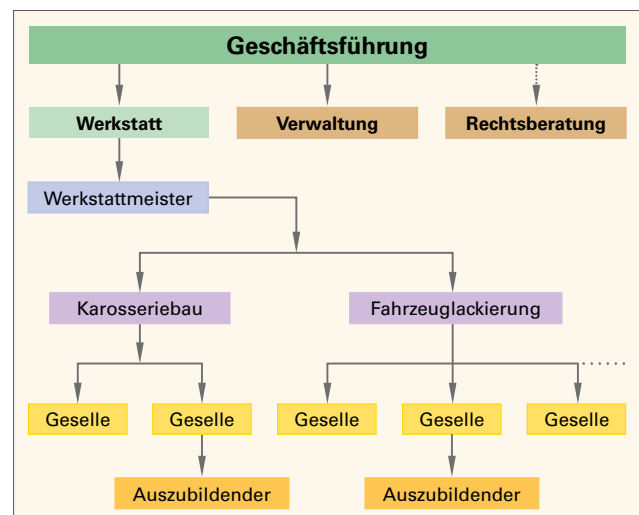 Geschäftsführung
Werkstatt
Verwaltung
Rechtsberatung
Werkstattmeister
Karosseriebau
Fahrzeuglackierung
Geselle
Geselle
Geselle
Geselle
Geselle
Auszubildender
Auszubildender